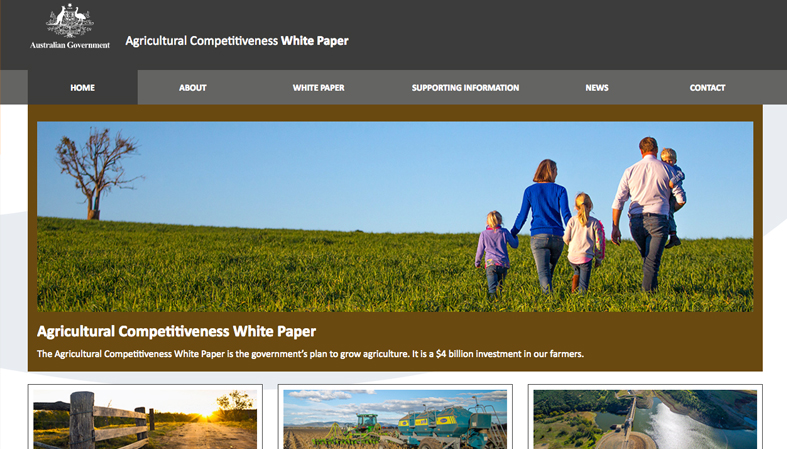 Australian Government
Agricultural Competitiveness White Paper
HOME
ABOUT
WHITE PAPER
SUPPORTING INFORMATION
NEWS
CONTACT
Agricultural Competitiveness White Paper
The Agricultural Competitiveness White Paper is the government's plan to grow agriculture. It is a $4 billion investment in our farmers.